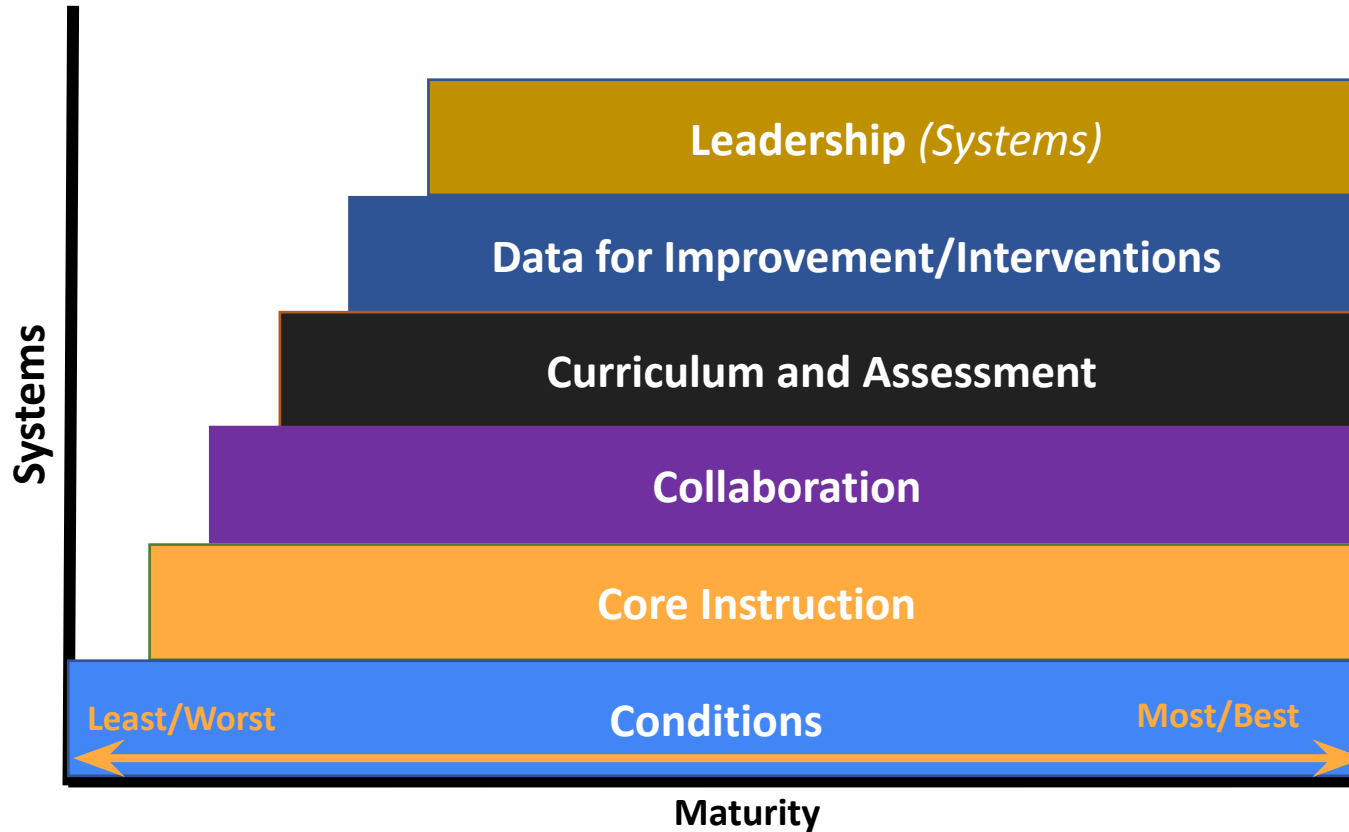 Leadership (Systems)
Data for Improvement/Interventions
Curriculum and Assessment
Collaboration
Core Instruction
Least/Worst
Conditions
Most/Best
Systems
Maturity